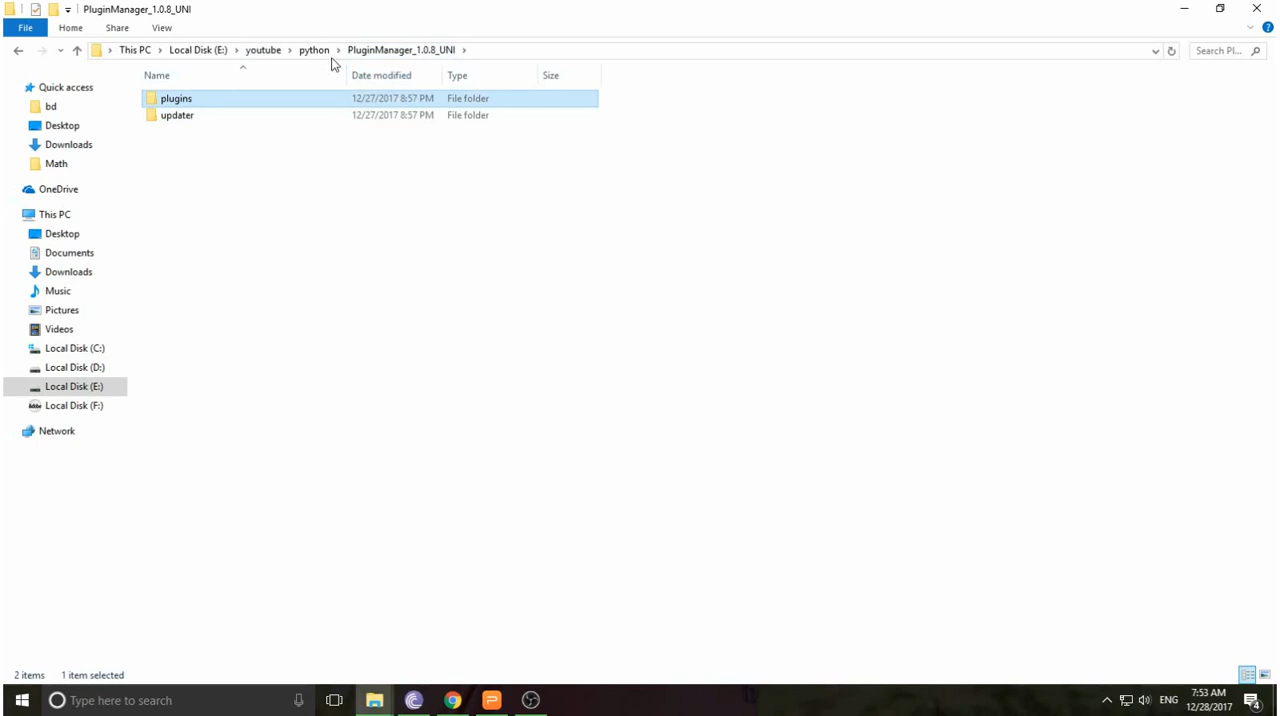 PluginManager_1.0.8_UNI
File Home Share View
This PC Local Disk (E:) youtube python PluginManager_1.0.8_UNI Search Pl...
Name Date modified Type Size
Quick access
plugins 12/27/2017 8:57 PM File folder
bd
updater 12/27/2017 8:57 PM File folder
Desktop
Downloads
Math
OneDrive
This PC
Desktop
Documents
Downloads
Music
Pictures
Videos
Local Disk (C:)
Local Disk (D:)
Local Disk (E:)
Local Disk (F:)
Network
2 items 1 item selected
Type here to search
ENG
7:53 AM
12/28/2017
4